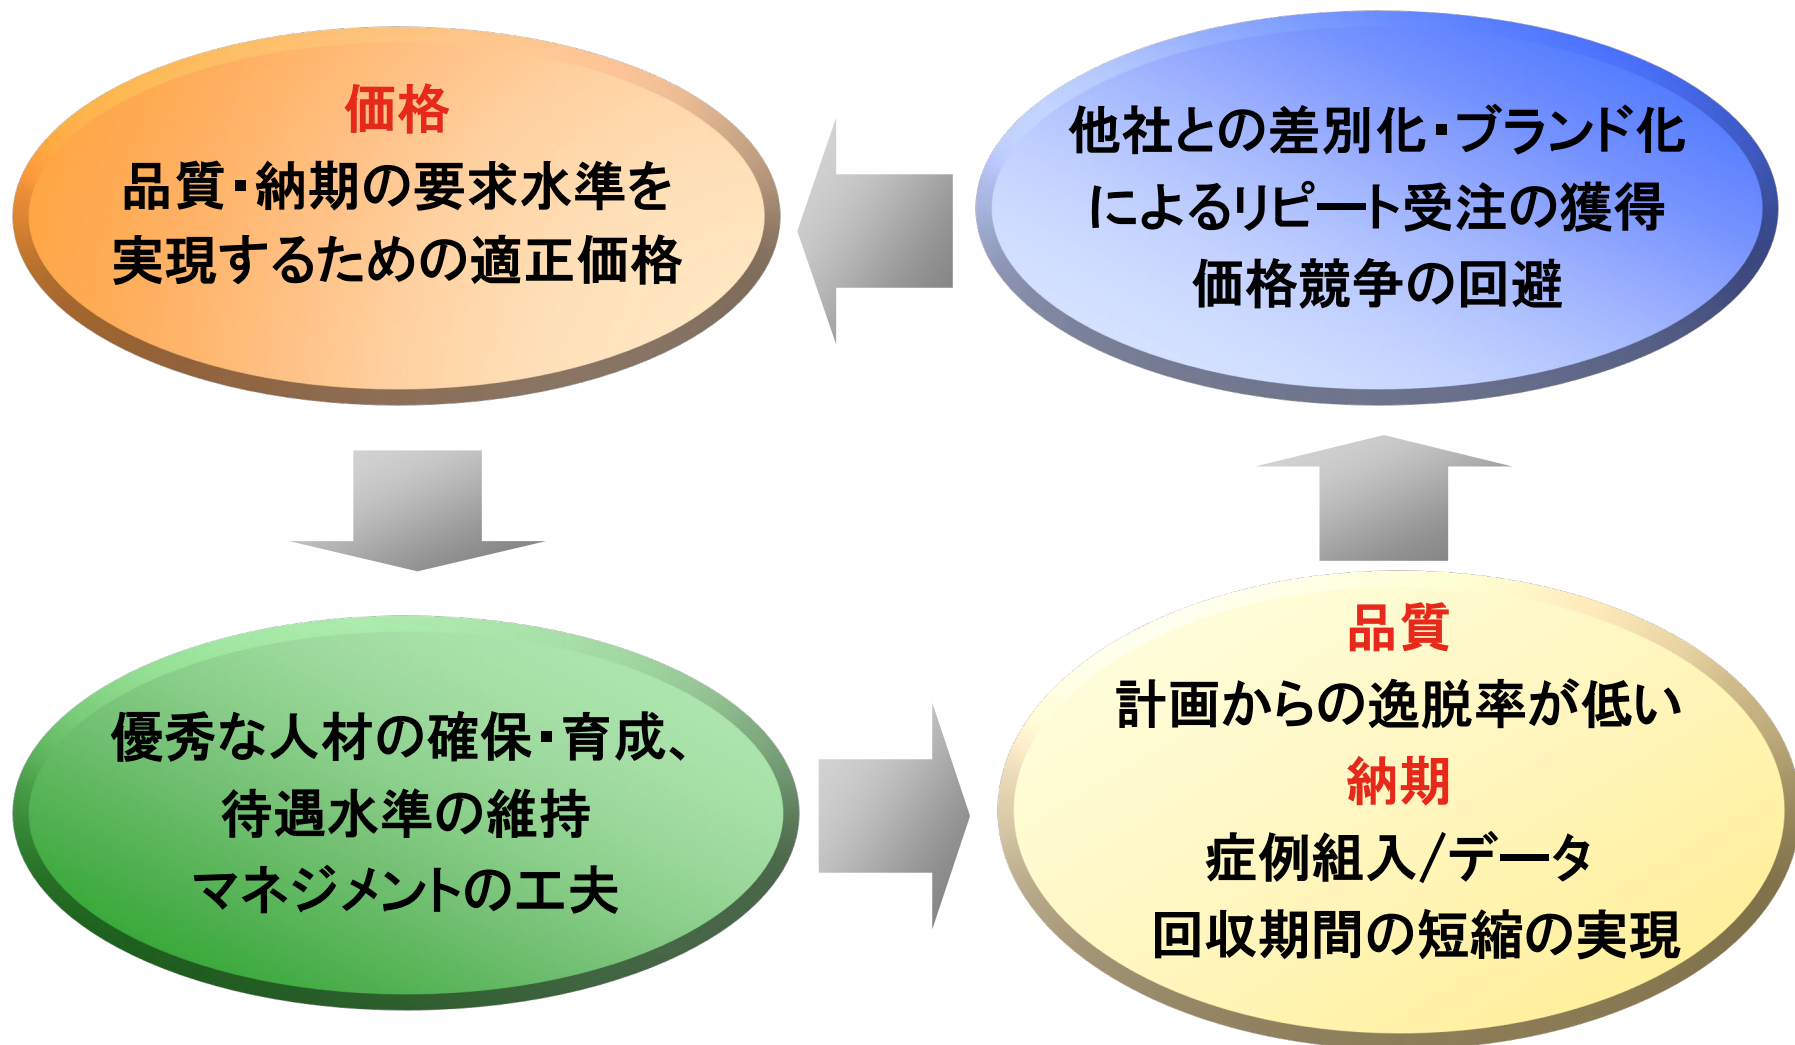 価格
品質・納期の要求水準を
実現するための適正価格
他社との差別化・ブランド化
によるリピート受注の獲得
価格競争の回避
優秀な人材の確保・育成、
待遇水準の維持
マネジメントの工夫
品質
計画からの逸脱率が低い
納期
症例組入/データ
回収期間の短縮の実現